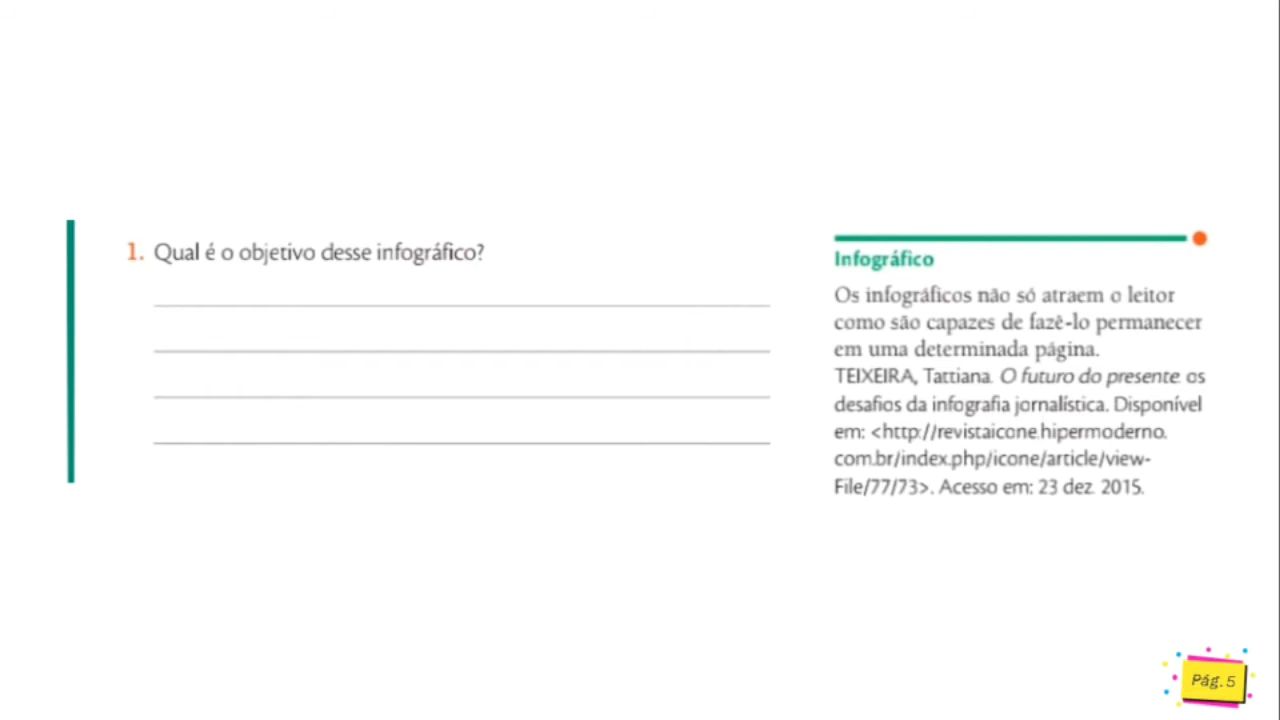 1. Qual é o objetivo desse infográfico?
Infográfico
Os infográficos não só atraem o leitor
como são capazes de fazê-lo permanecer
em uma determinada página.
TEIXEIRA, Tattiana. O futuro do presente: os
desafios da infografia jornalística. Disponível
em: <http://revistaicone.hipermoderno.
com.br/index.php/icone/article/view-
File/77/73>. Acesso em: 23 dez. 2015.
Pág. 5